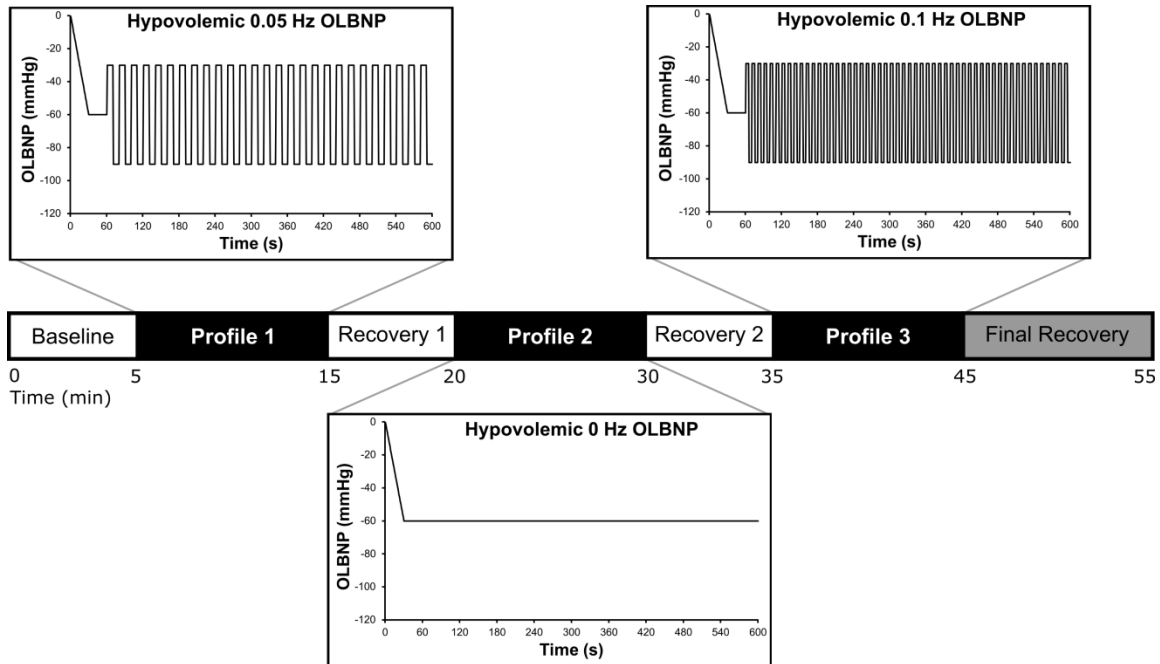 Hypovolemic 0.05 Hz OLBNP
OLBNP (mmHg)
0
-20
-40
-60
-80
-100
-120
0 60 120 180 240 300 360 420 480 540 600
Time (s)
Hypovolemic 0.1 Hz OLBNP
OLBNP (mmHg)
0
-20
-40
-60
-80
-100
-120
0 60 120 180 240 300 360 420 480 540 600
Time (s)
Baseline Profile 1 Recovery 1 Profile 2 Recovery 2 Profile 3 Final Recovery
0 5 15 20 30 35 45 55
Time (min)
Hypovolemic 0 Hz OLBNP
OLBNP (mmHg)
0
-20
-40
-60
-80
-100
-120
0 60 120 180 240 300 360 420 480 540 600
Time (s)